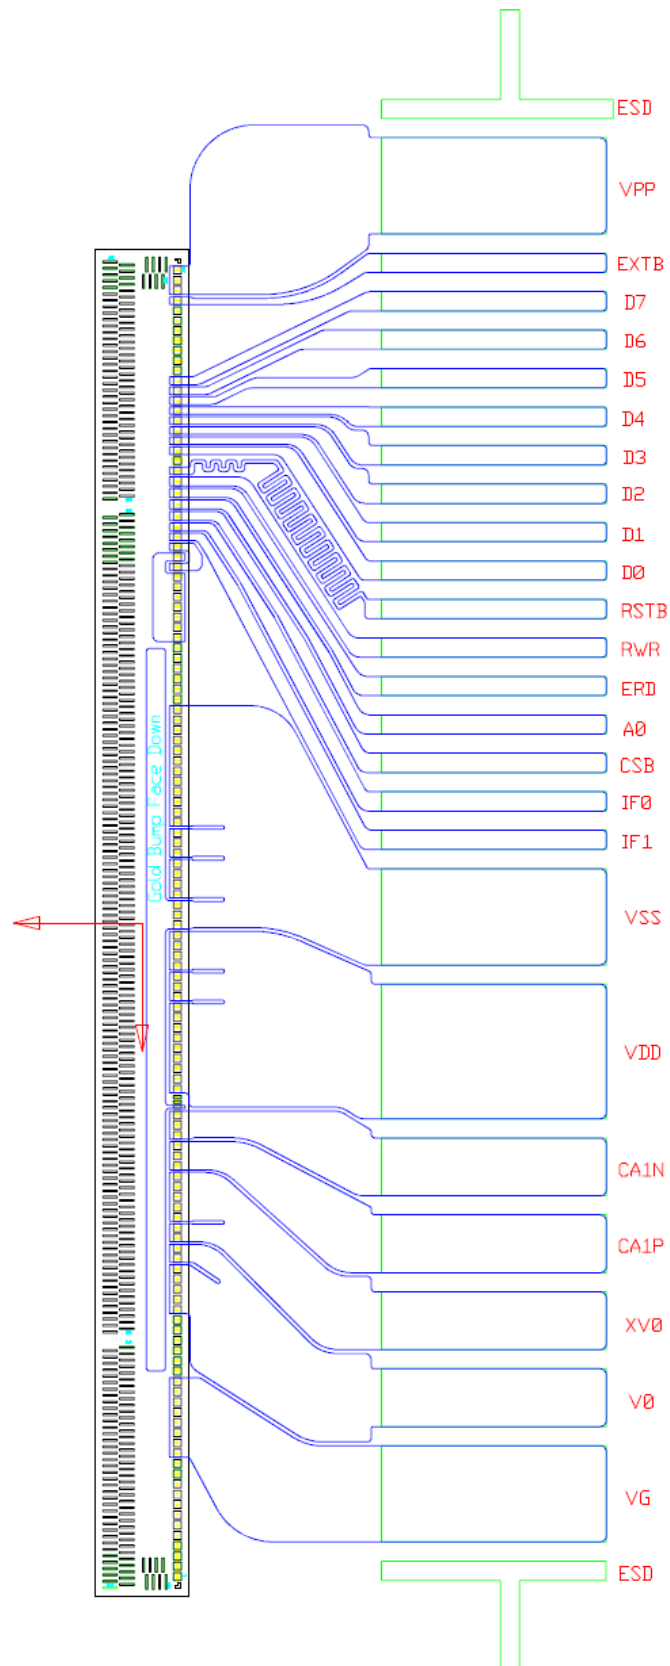 ESD
VPP
EXTB
D7
D6
D5
D4
D3
D2
D1
D0
RSTB
RWR
ERD
A0
CSB
IF0
IF1
Gold Bump Face Down
VSS
VDD
CA1N
CA1P
XV0
V0
VG
ESD